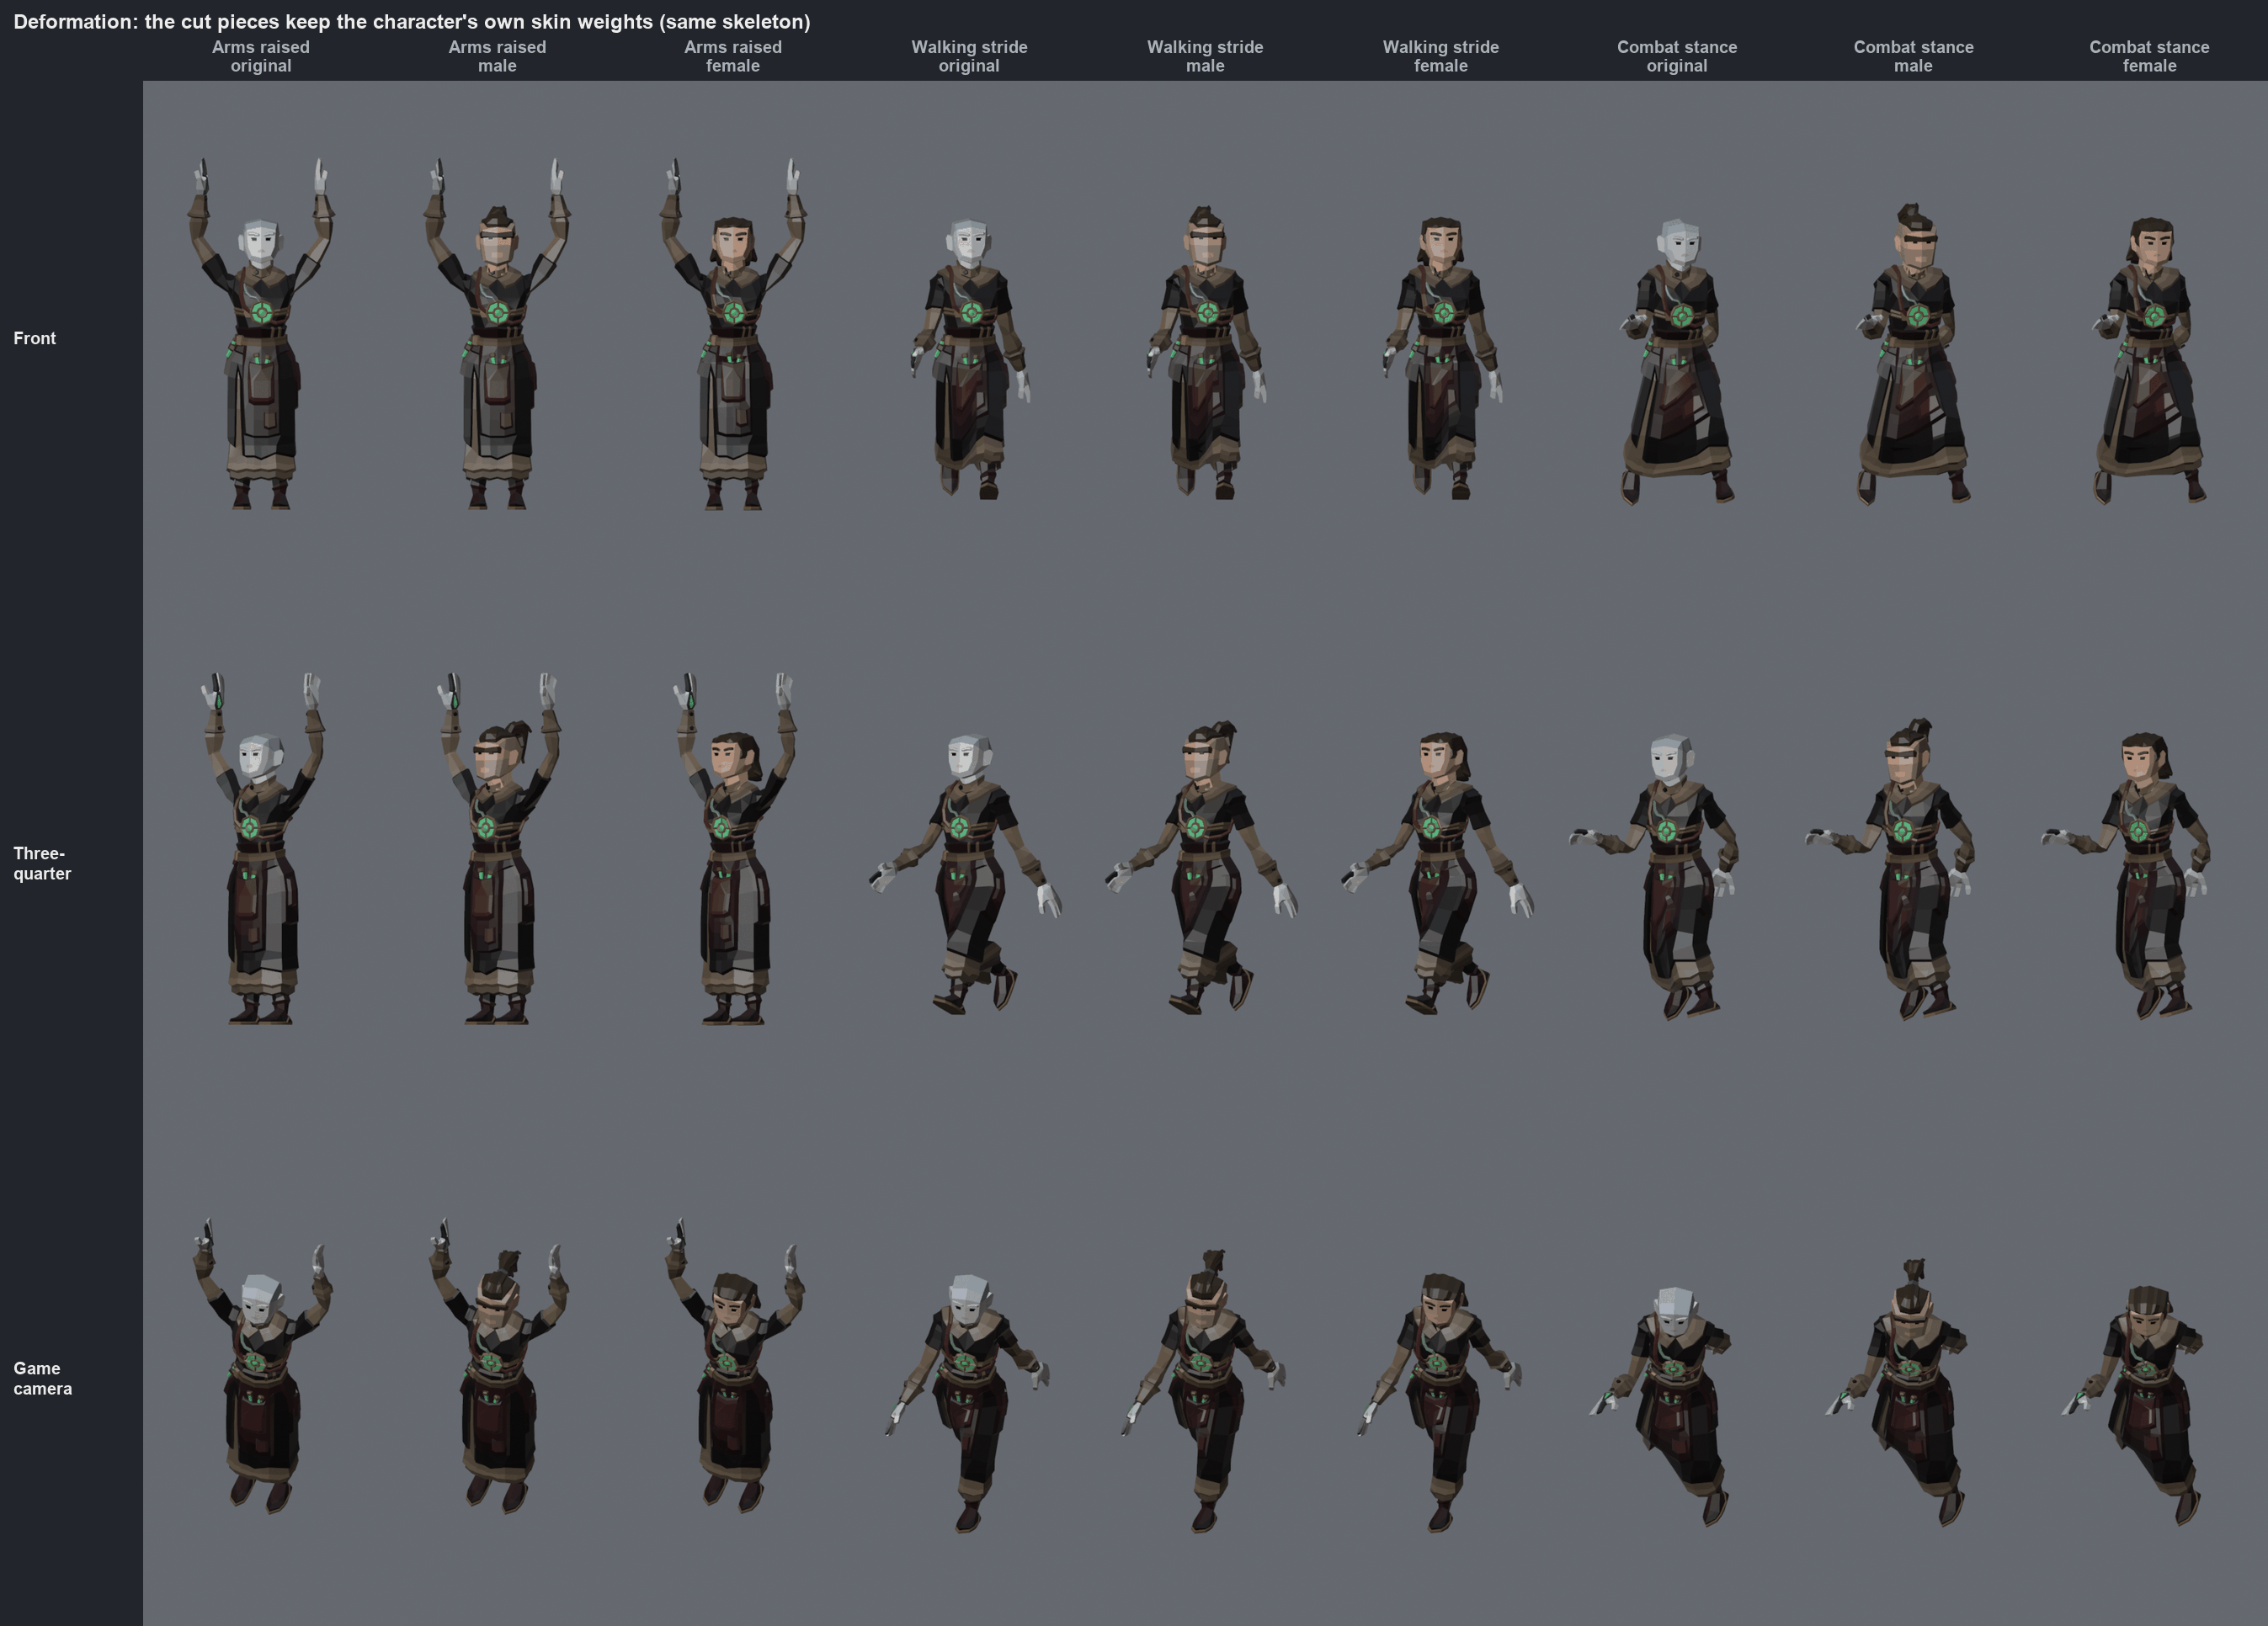 Deformation: the cut pieces keep the character's own skin weights (same skeleton)
Arms raised
original
Arms raised
male
Arms raised
female
Walking stride
original
Walking stride
male
Walking stride
female
Combat stance
original
Combat stance
male
Combat stance
female
Front
Three-
quarter
Game
camera